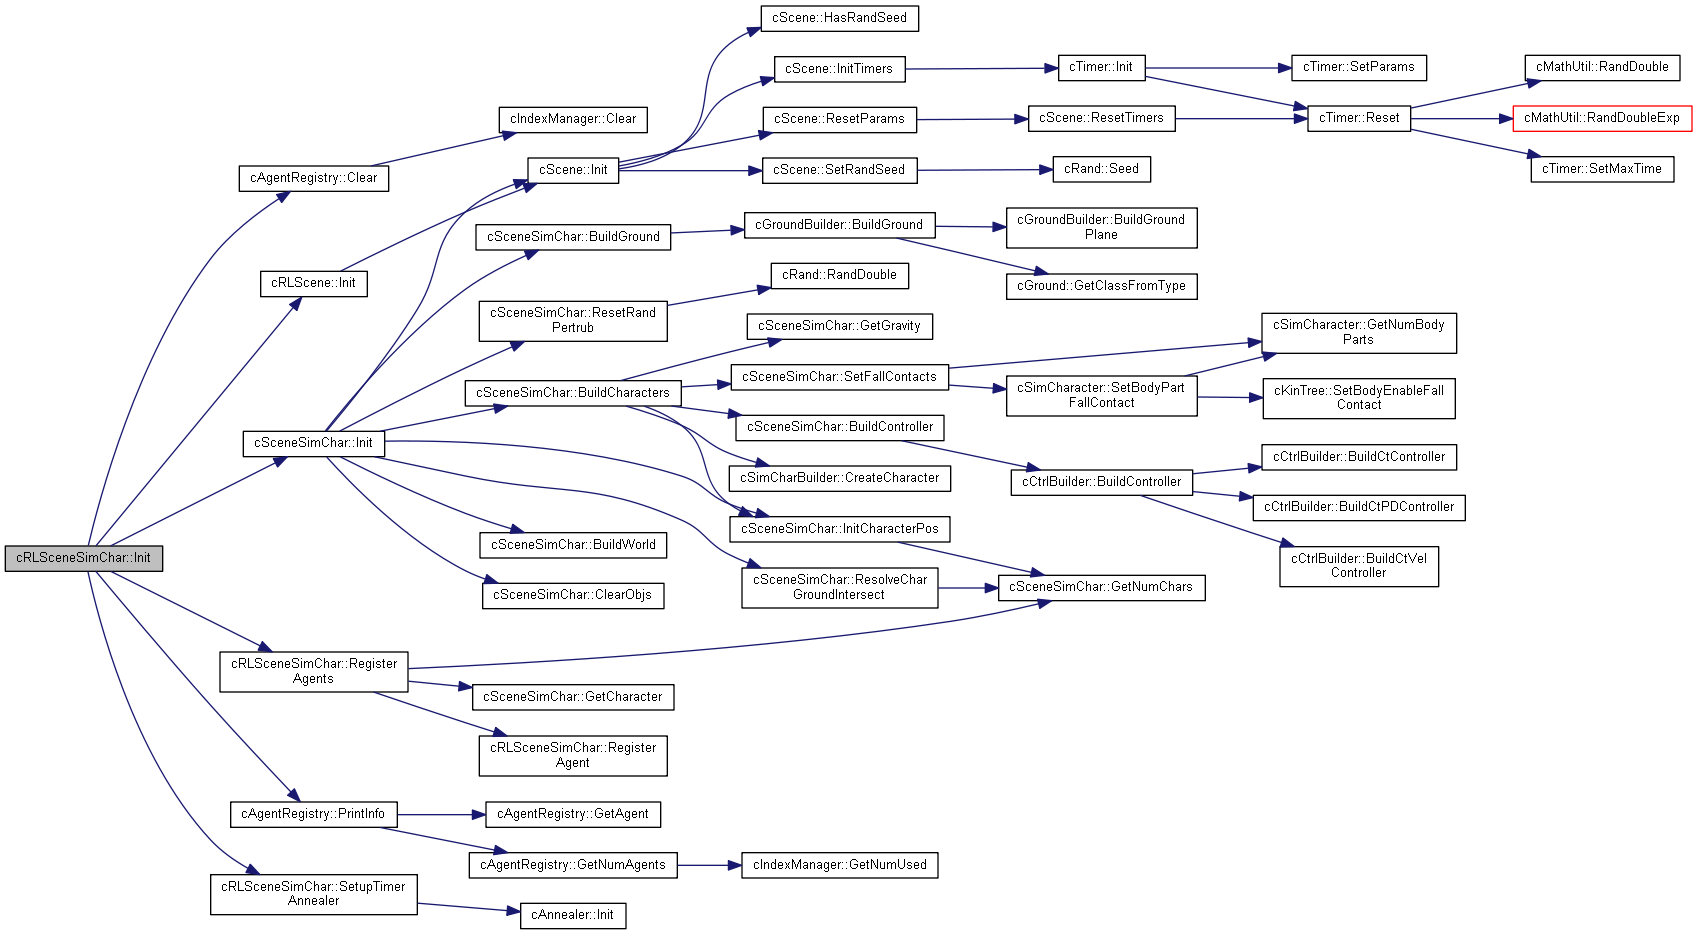 cRLSceneSimChar::Init
cAgentRegistry::Clear
cIndexManager::Clear
cRLScene::Init
cScene::Init
cScene::HasRandSeed
cScene::InitTimers
cTimer::Init
cTimer::SetParams
cTimer::Reset
cMathUtil::RandDouble
cMathUtil::RandDoubleExp
cTimer::SetMaxTime
cScene::ResetParams
cScene::ResetTimers
cScene::SetRandSeed
cRand::Seed
cSceneSimChar::Init
cSceneSimChar::BuildGround
cGroundBuilder::BuildGround
cGroundBuilder::BuildGround
Plane
cGround::GetClassFromType
cSceneSimChar::ResetRand
Pertrub
cRand::RandDouble
cSceneSimChar::BuildCharacters
cSceneSimChar::GetGravity
cSceneSimChar::SetFallContacts
cSimCharacter::GetNumBody
Parts
cSimCharacter::SetBodyPart
FallContact
cKinTree::SetBodyEnableFall
Contact
cSceneSimChar::BuildController
cCtrlBuilder::BuildController
cCtrlBuilder::BuildCtController
cCtrlBuilder::BuildCtPDController
cCtrlBuilder::BuildCtVel
Controller
cSimCharBuilder::CreateCharacter
cSceneSimChar::InitCharacterPos
cSceneSimChar::BuildWorld
cSceneSimChar::ResolveChar
GroundIntersect
cSceneSimChar::GetNumChars
cSceneSimChar::ClearObjs
cRLSceneSimChar::Register
Agents
cSceneSimChar::GetCharacter
cRLSceneSimChar::Register
Agent
cAgentRegistry::PrintInfo
cAgentRegistry::GetAgent
cAgentRegistry::GetNumAgents
cIndexManager::GetNumUsed
cRLSceneSimChar::SetupTimer
Annealer
cAnnealer::Init